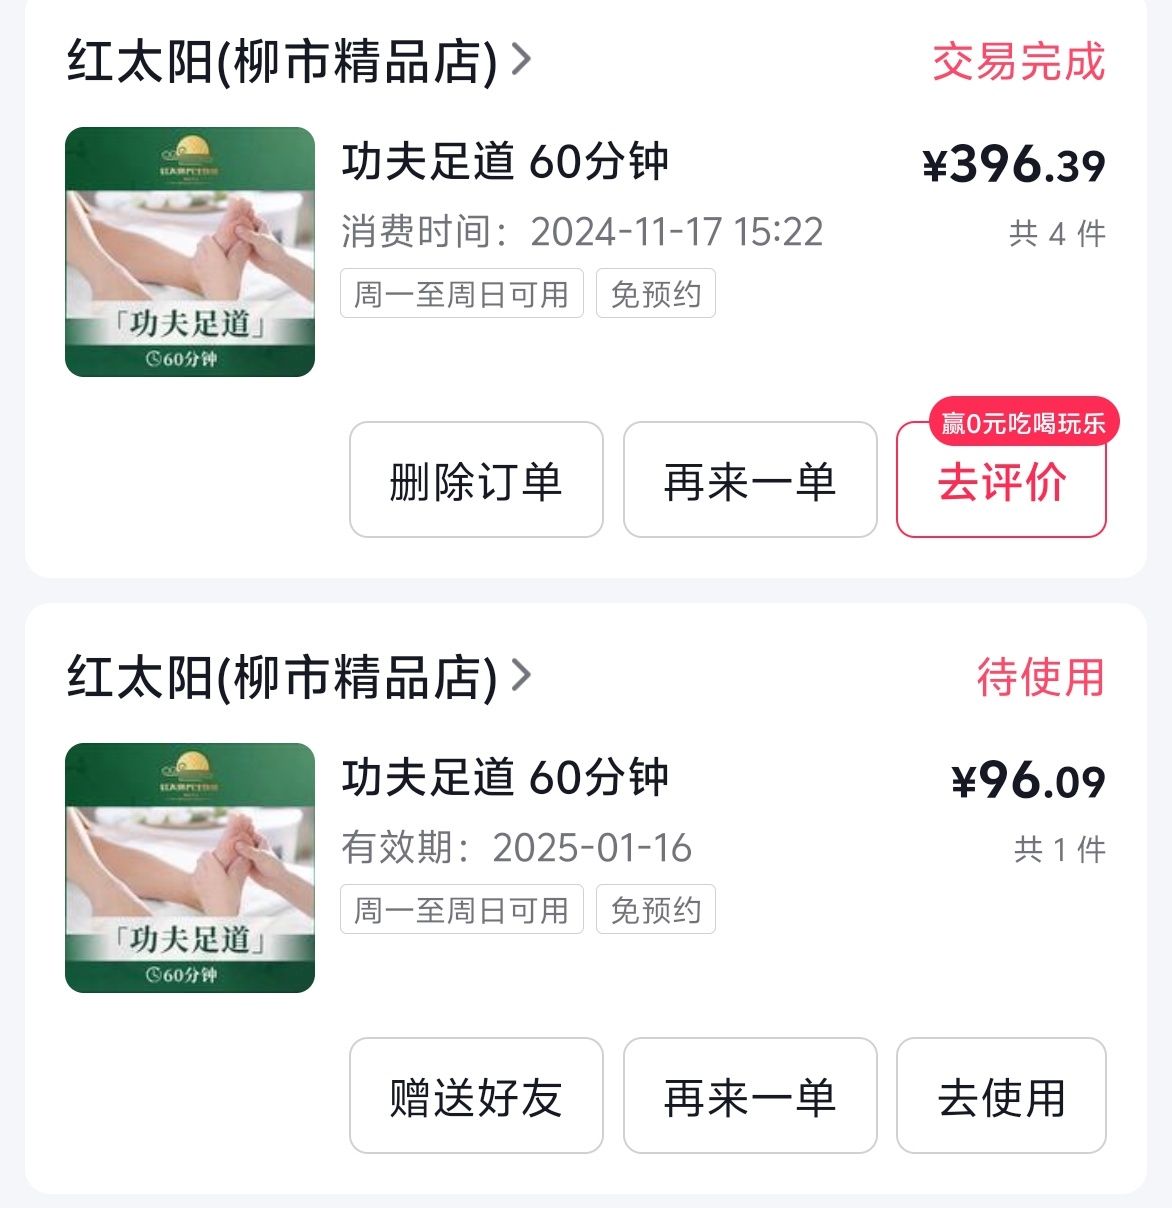 红太阳(柳市精品店)
交易完成
功夫足道 60分钟
¥396.39
消费时间：2024-11-17 15:22
共 4 件
周一至周日可用
免预约
「功夫足道」
60分钟
赢0元吃喝玩乐
删除订单
再来一单
去评价
红太阳(柳市精品店)
待使用
功夫足道 60分钟
¥96.09
有效期：2025-01-16
共 1 件
周一至周日可用
免预约
「功夫足道」
60分钟
赠送好友
再来一单
去使用